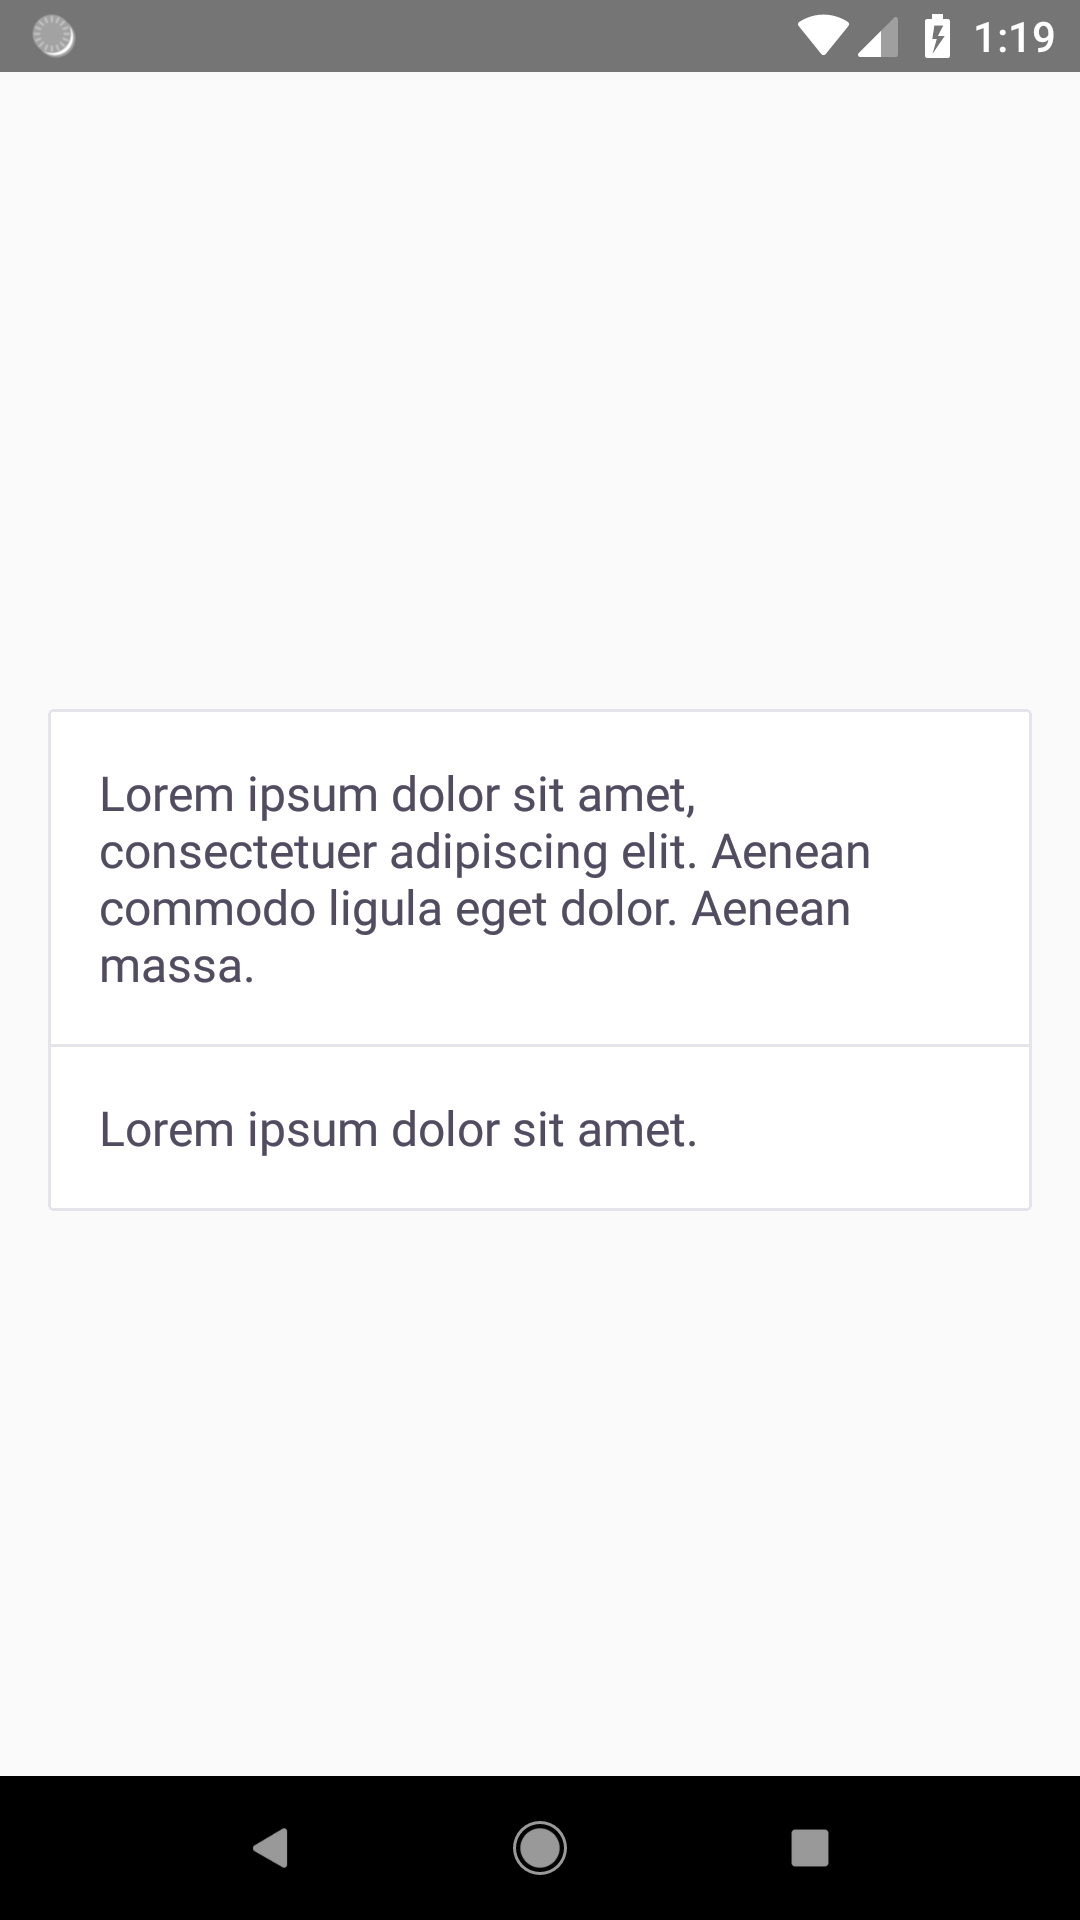 1:19
Lorem ipsum dolor sit amet,
consectetuer adipiscing elit. Aenean
commodo ligula eget dolor. Aenean
massa.
Lorem ipsum dolor sit amet.